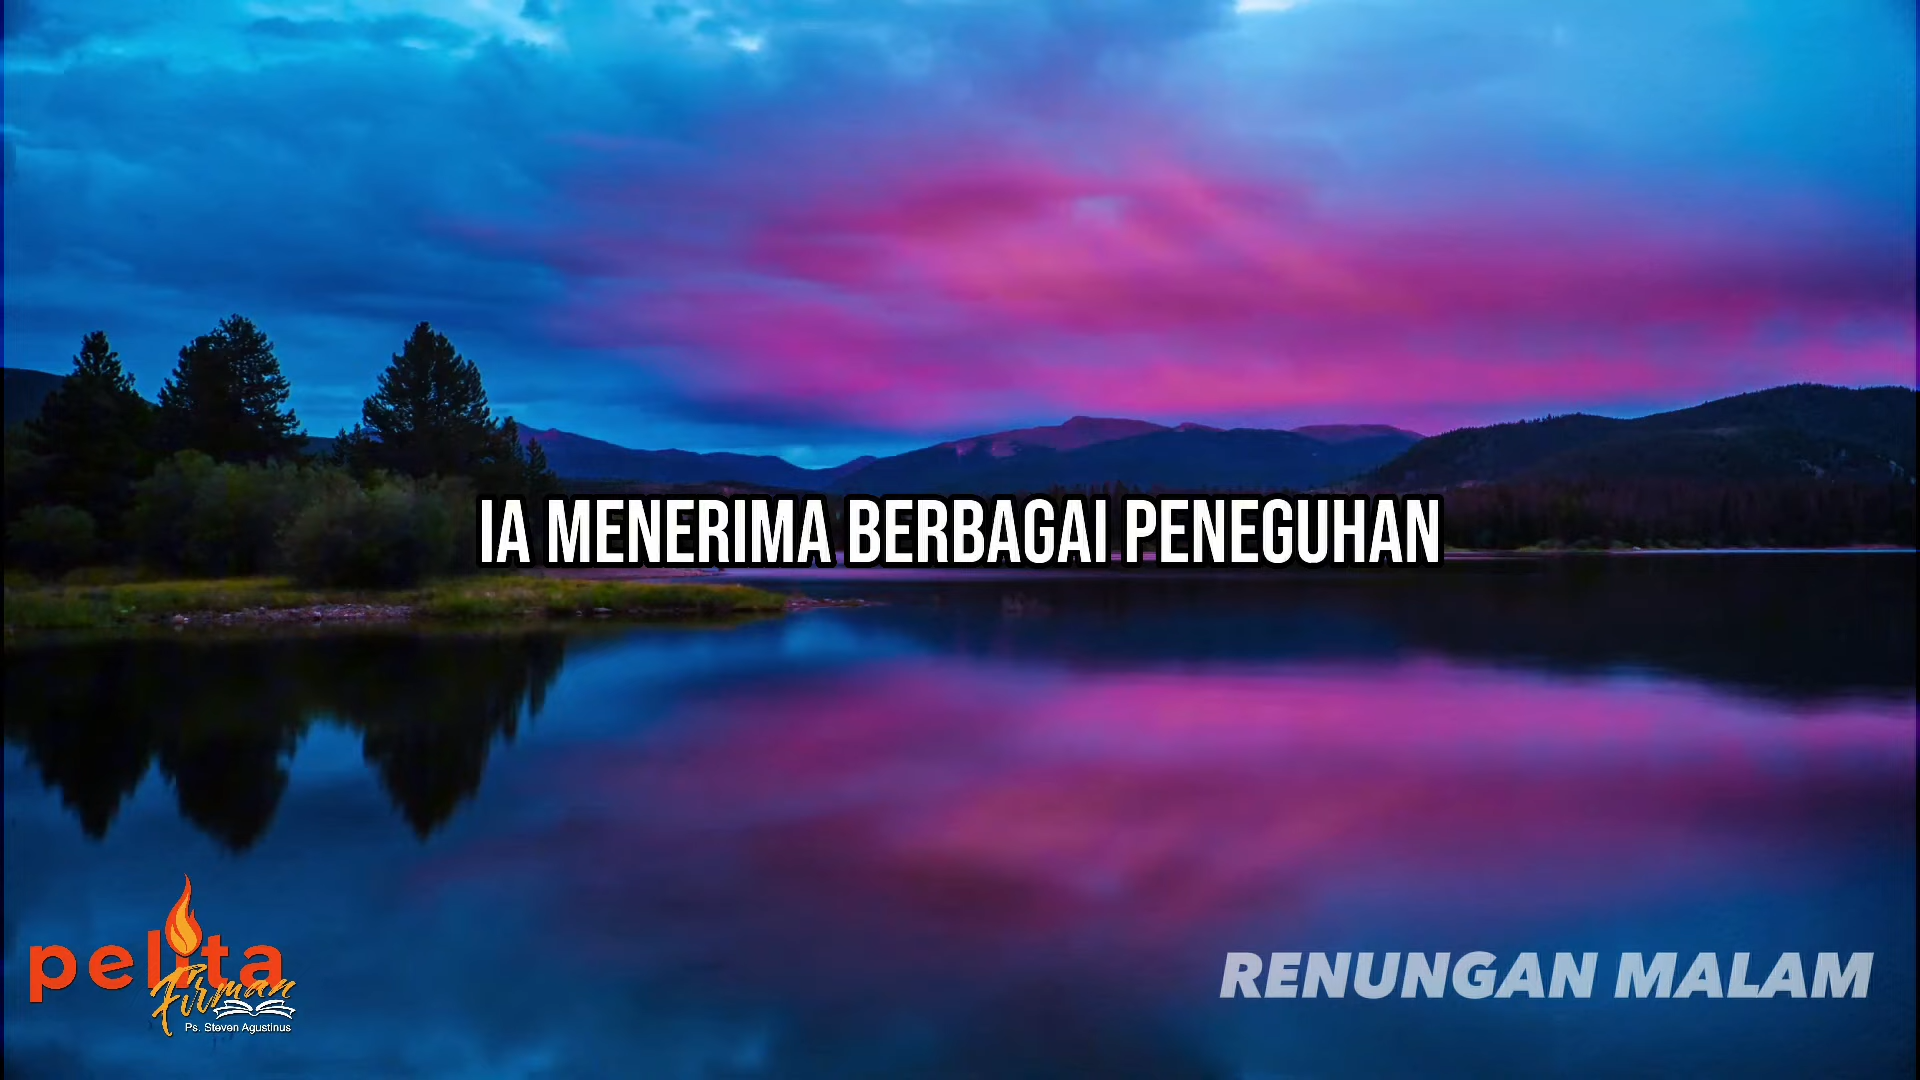 IA MENERIMA BERBAGAI PENEGUHAN
pelita
Firman
Ps. Steven Agustinus
RENUNGAN MALAM